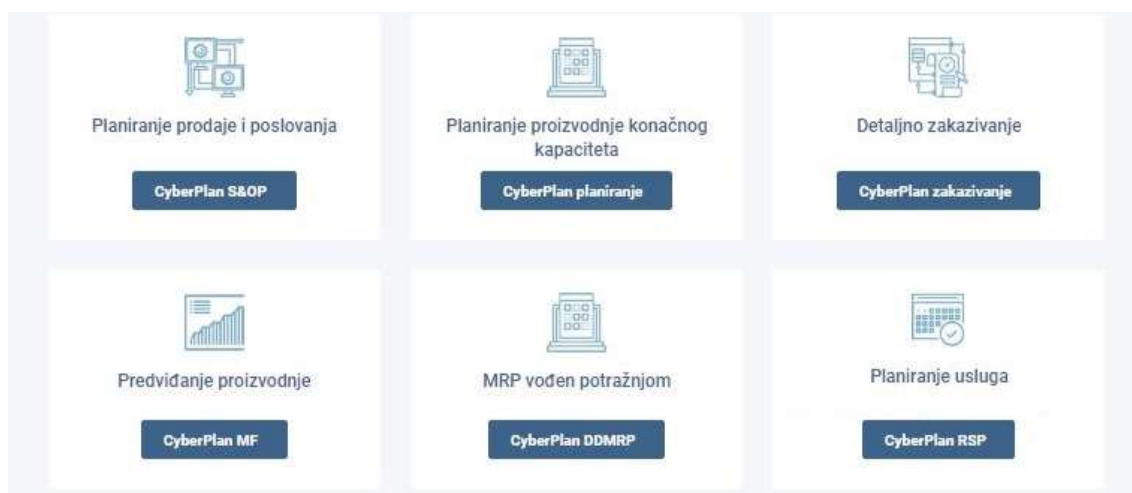 Planiranje prodaje i poslovanja
CyberPlan S&OP
Planiranje proizvodnje konačnog
kapaciteta
CyberPlan planiranje
Detaljno zakazivanje
CyberPlan zakazivanje
Predviđanje proizvodnje
CyberPlan MF
MRP vođen potražnjom
CyberPlan DDMRP
Planiranje usluga
CyberPlan RSP